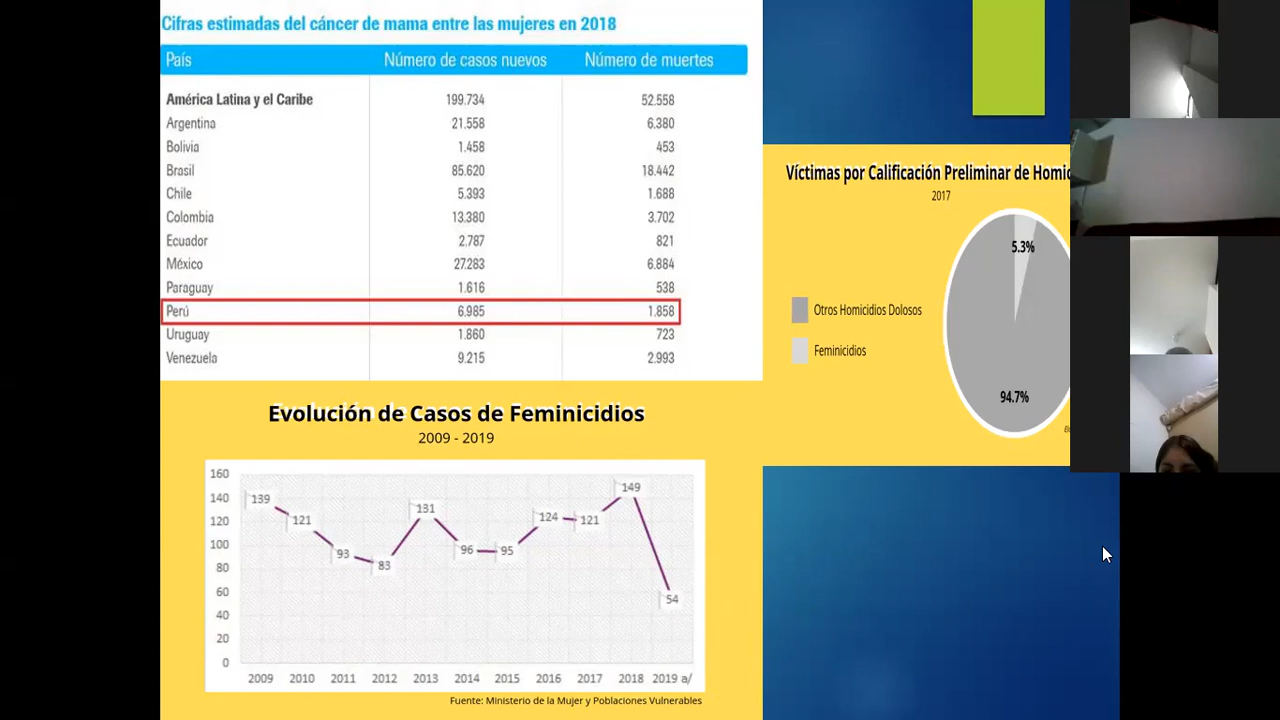 Cifras estimadas del cáncer de mama entre las mujeres en 2018
País Número de casos nuevos Número de muertes
América Latina y el Caribe 199.734 52.558
Argentina 21.558 6.380
Bolivia 1.458 453
Brasil 85.620 18.442
Chile 5.393 1.688
Colombia 13.380 3.702
Ecuador 2.787 821
México 27.283 6.884
Paraguay 1.616 538
Perú 6.985 1.858
Uruguay 1.860 723
Venezuela 9.215 2.993
Víctimas por Calificación Preliminar de
2017
5.3%
Otros Homicidios Dolosos
Feminicidios
94.7%
Evolución de Casos de Feminicidios
2009 - 2019
160
140
120
100
80
60
40
20
0
139 121 93 83 131 96 95 124 121 149 54
2009 2010 2011 2012 2013 2014 2015 2016 2017 2018 2019 a/
Fuente: Ministerio de la Mujer y Poblaciones Vulnerables